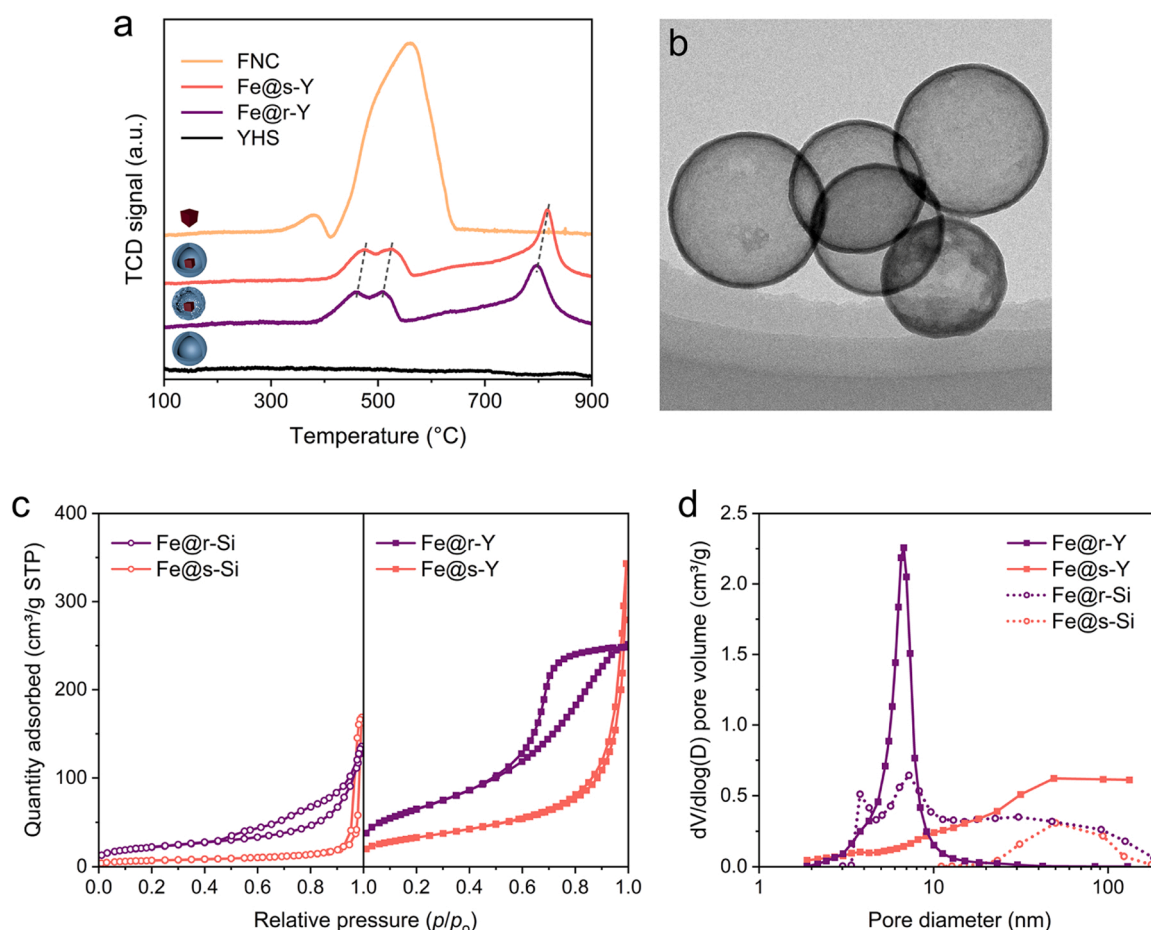 a
FNC
Fe@s-Y
Fe@r-Y
YHS
TCD signal (a.u.)
100 300 500 700 900
Temperature (°C)
b
c
400
300
200
100
0
Quantity adsorbed (cm³/g STP)
Fe@r-Si
Fe@s-Si
Fe@r-Y
Fe@s-Y
0.0 0.2 0.4 0.6 0.8 1.0 0.2 0.4 0.6 0.8 1.0
Relative pressure (p/pₒ)
d
2.5
2.0
1.5
1.0
0.5
0.0
dV/dlog(D) pore volume (cm³/g)
Fe@r-Y
Fe@s-Y
Fe@r-Si
Fe@s-Si
1 10 100
Pore diameter (nm)